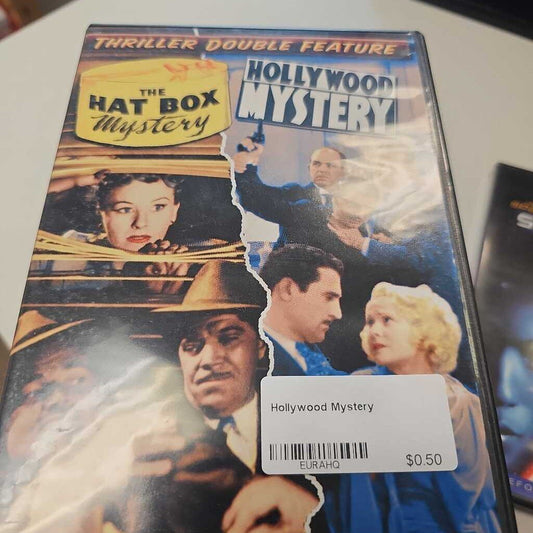 THRILLER DOUBLE FEATURE
THE
HAT BOX
Mystery
HOLLYWOOD
MYSTERY
Hollywood Mystery
EURAHQ
$0.50